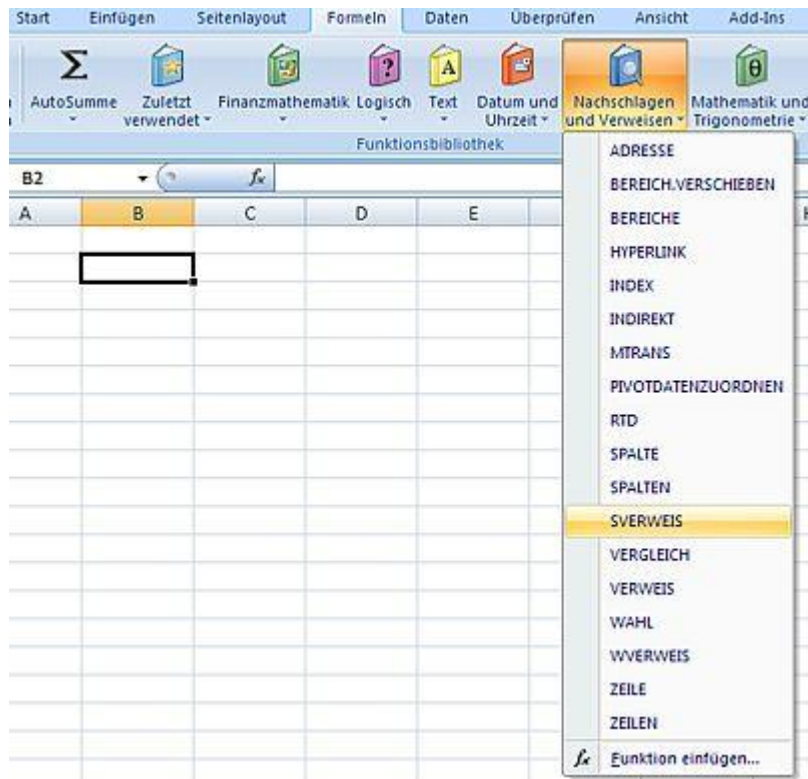 Start Einfügen Seitenlayout Formeln Daten Überprüfen Ansicht Add-Ins
AutoSumme Zuletzt verwendet Finanzmathematik Logisch Text Datum und Uhrzeit Nachschlagen und Verweisen Mathematik und Trigonometrie
Funktionsbibliothek
B2 fx
A B C D E
ADRESSE
BEREICH.VERSCHIEBEN
BEREICHE
HYPERLINK
INDEX
INDIREKT
MTRANS
PIVOTDATENZUORDNEN
RTD
SPALTE
SPALTEN
SVERWEIS
VERGLEICH
VERWEIS
WAHL
WVERWEIS
ZEILE
ZEILEN
fx Funktion einfügen...